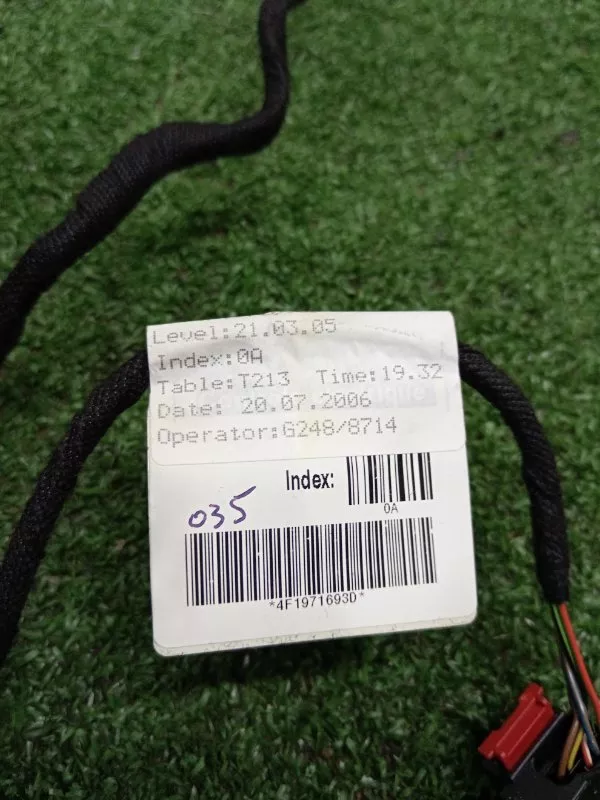 Level:21.03.05
Index:0A
Table:T213 Time:19.32
Date: 20.07.2006
Operator:G248/8714
Index:
0A
035
*4F1971693D*